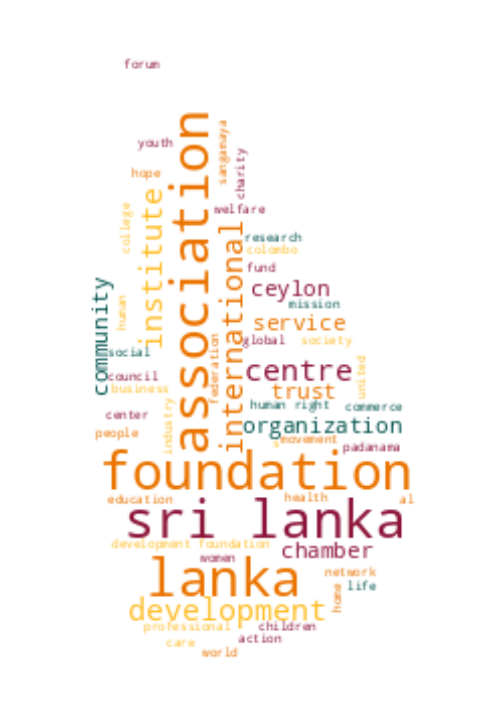 forum
youth
sangamaya
charity
hope
association
institute
welfare
college
international
research
colombo
fund
community
ceylon
human
mission
service
global
society
social
federation
centre
united
council
business
trust
industry
human right
commerce
center
organization
people
movement
padanama
foundation
education
health
al
sri lanka
development foundation
chamber
women
lanka
network
life
home
development
professional
children
action
care
world